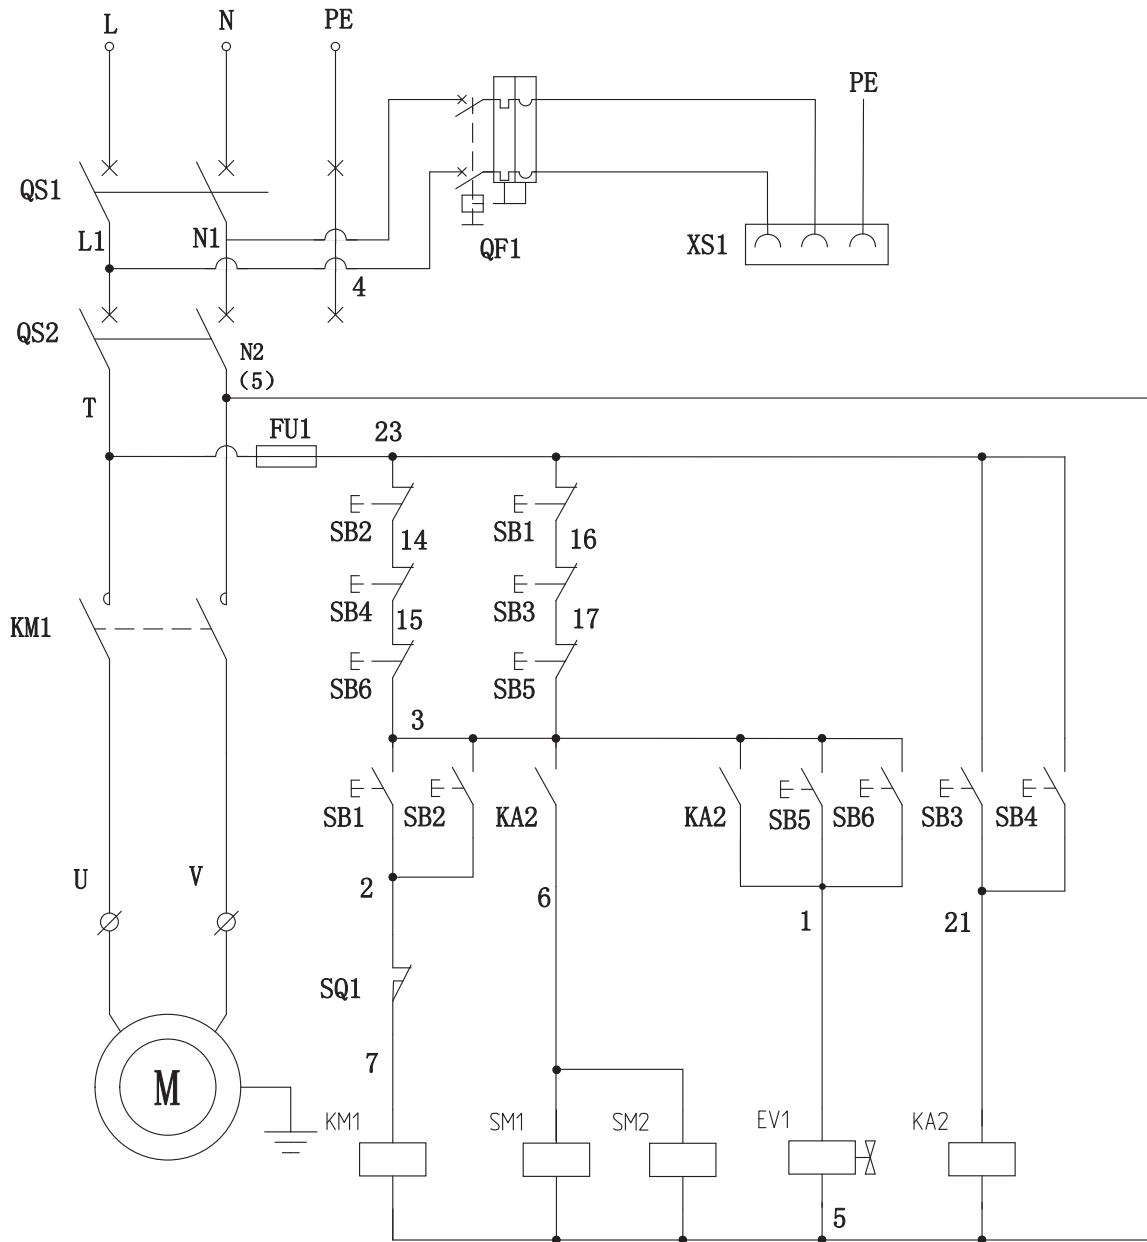 L N PE
PE
QS1
L1 N1 QF1 XS1
4
QS2
N2
(5)
T
FU1 23
SB2 SB1
14 16
SB4 SB3
15 17
KM1
SB6 SB5
3
SB1 SB2 KA2 KA2 SB5 SB6 SB3 SB4
U V 2 6 1 21
SQ1
7
M
KM1 SM1 SM2 EV1 KA2
5